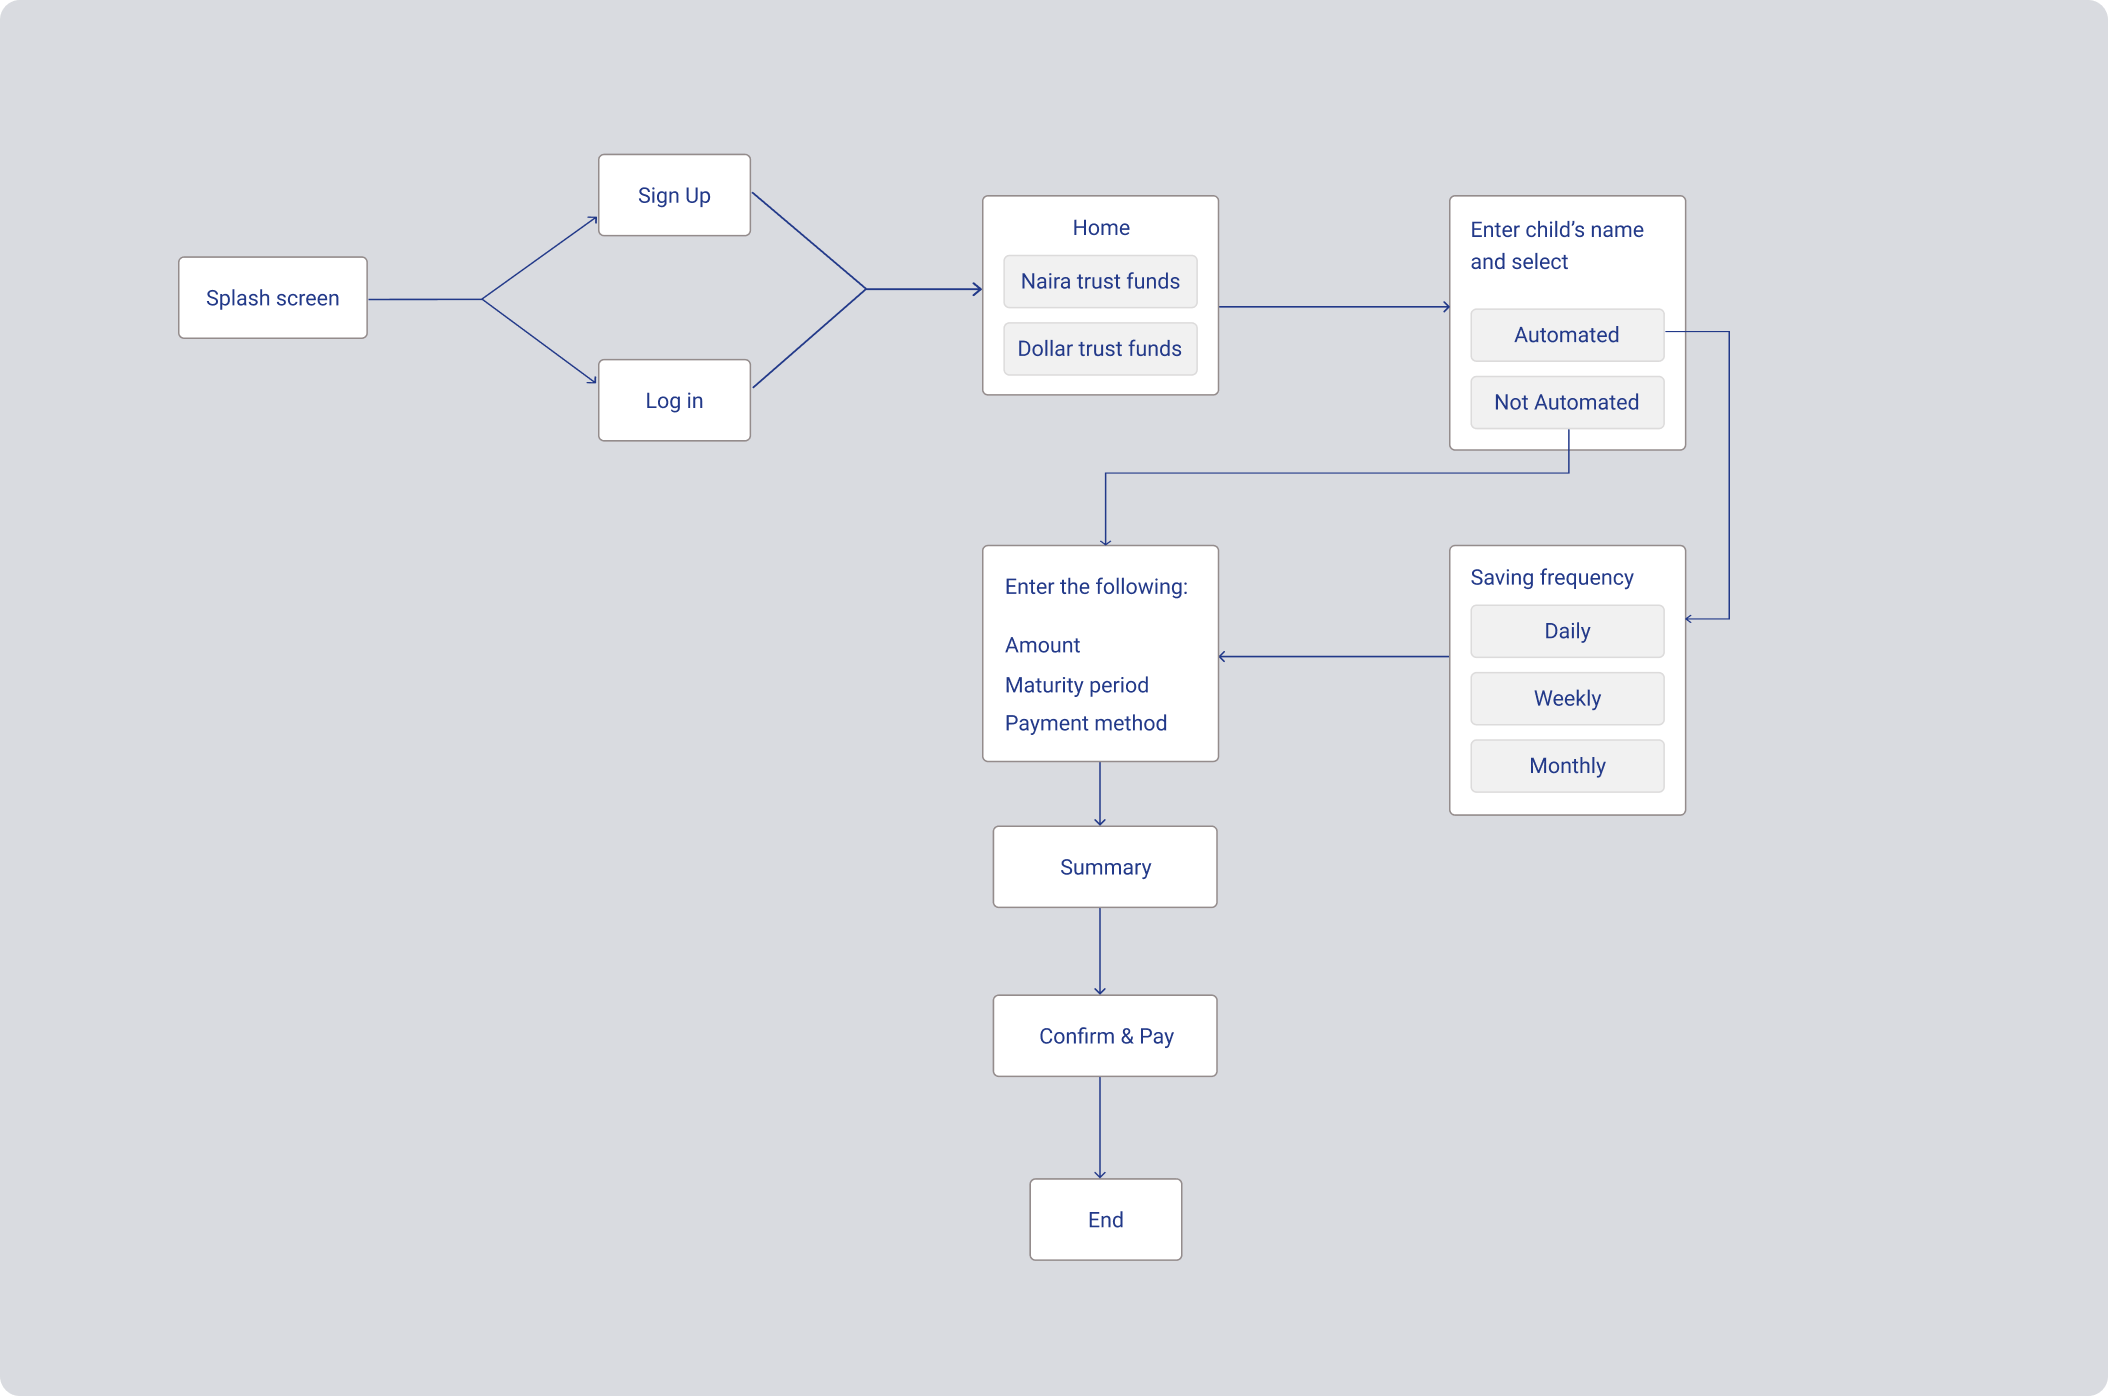 Splash screen
Sign Up
Log in
Home
Naira trust funds
Dollar trust funds
Enter child’s name
and select
Automated
Not Automated
Saving frequency
Daily
Weekly
Monthly
Enter the following:
Amount
Maturity period
Payment method
Summary
Confirm & Pay
End